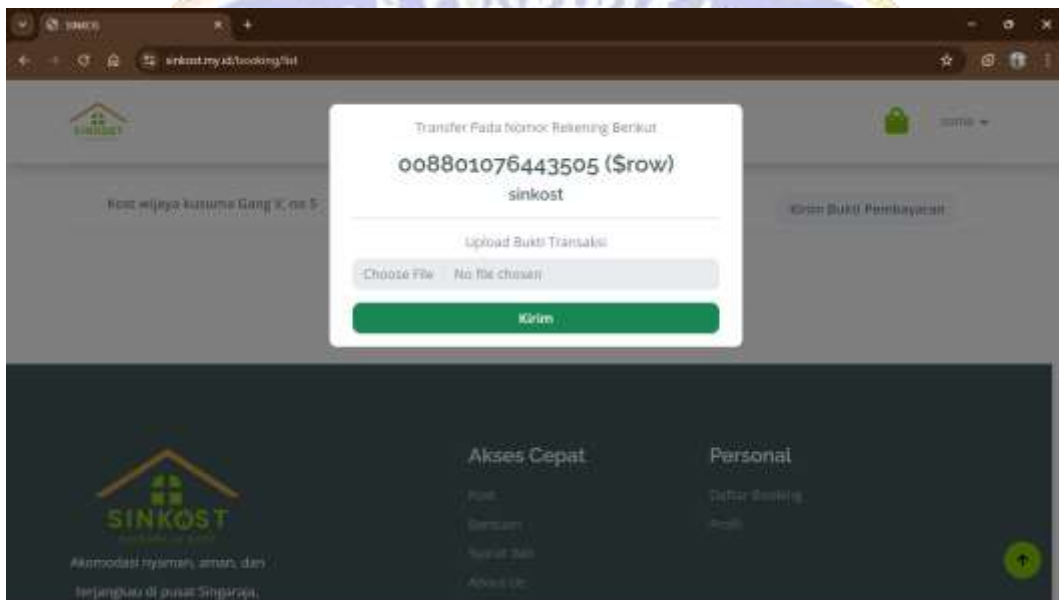 SINKOS
sinkost.my.id/booking/list
SINKOST
Transfer Pada Nomor Rekening Berikut
008801076443505 ($row)
sinkost
Kost wijaya kusuma Gang V, no 5
Kirim Bukti Pembayaran
Upload Bukti Transaksi
Choose File No file chosen
Kirim
Akses Cepat
Personal
Kost
Daftar Booking
Bantuan
Profil
About Us
SINKOST
Akomodasi nyaman, aman, dan
terjangkau di pusat Singaraja,